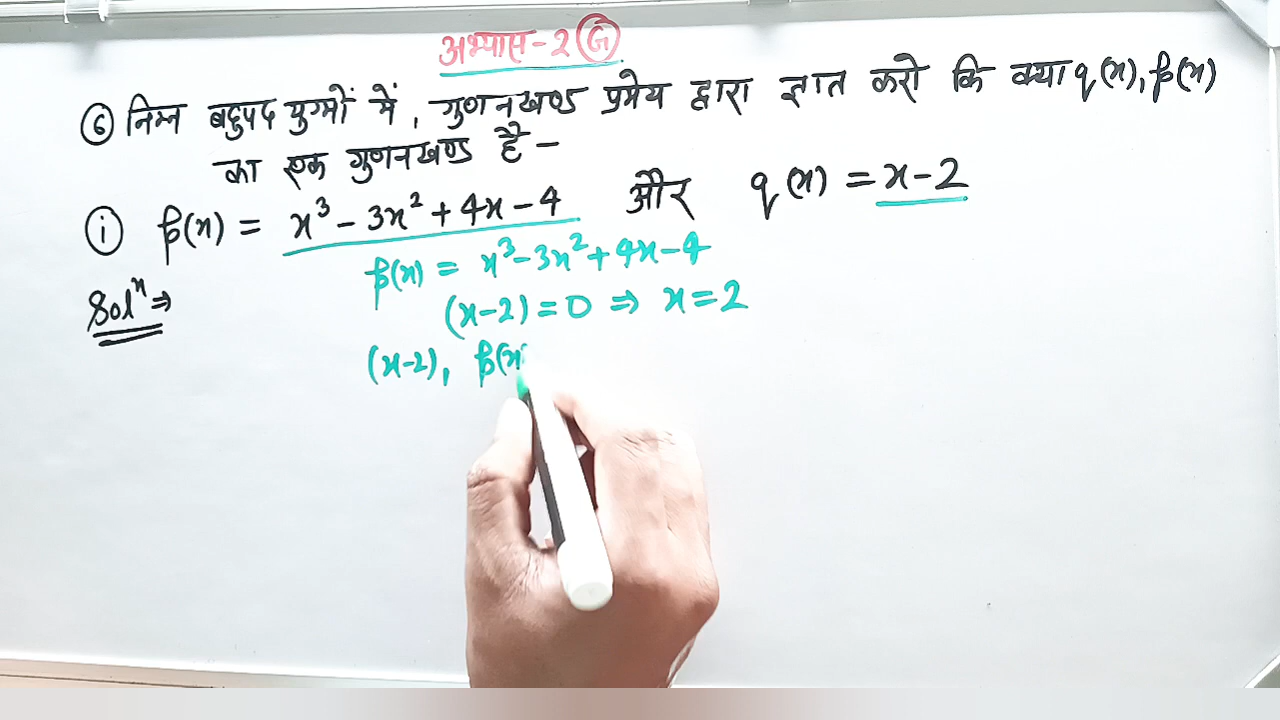 अभ्यास-2 G
6 निम्न बहुपद युग्मों में, गुणनखण्ड प्रमेय द्वारा ज्ञात करो कि क्या q(x), p(x)
का एक गुणनखण्ड है -
i p(x) = x³ - 3x² + 4x - 4 और q(x) = x-2
p(x) = x³-3x²+4x-4
Solⁿ⇒ (x-2) = 0 ⇒ x=2
(x-2), p(x)